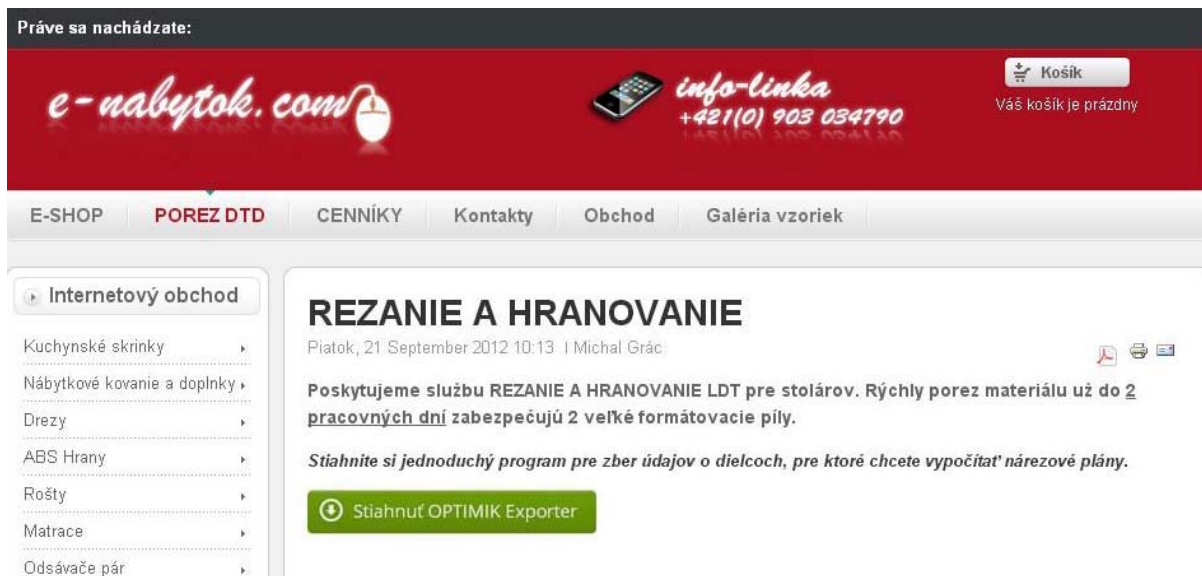 Práve sa nachádzate:
e-nabytok.com
info-linka
+421(0) 903 034790
Košík
Váš košík je prázdny
E-SHOP POREZ DTD CENNÍKY Kontakty Obchod Galéria vzoriek
Internetový obchod
Kuchynské skrinky
Nábytkové kovanie a doplnky
Drezy
ABS Hrany
Rošty
Matrace
Odsávače pár
REZANIE A HRANOVANIE
Piatok, 21 September 2012 10:13 | Michal Grác
Poskytujeme službu REZANIE A HRANOVANIE LDT pre stolárov. Rýchly porez materiálu už do 2
pracovných dní zabezpečujú 2 veľké formátovacie píly.
Stiahnite si jednoduchý program pre zber údajov o dielcoch, pre ktoré chcete vypočítať nárezové plány.
Stiahnuť OPTIMIK Exporter